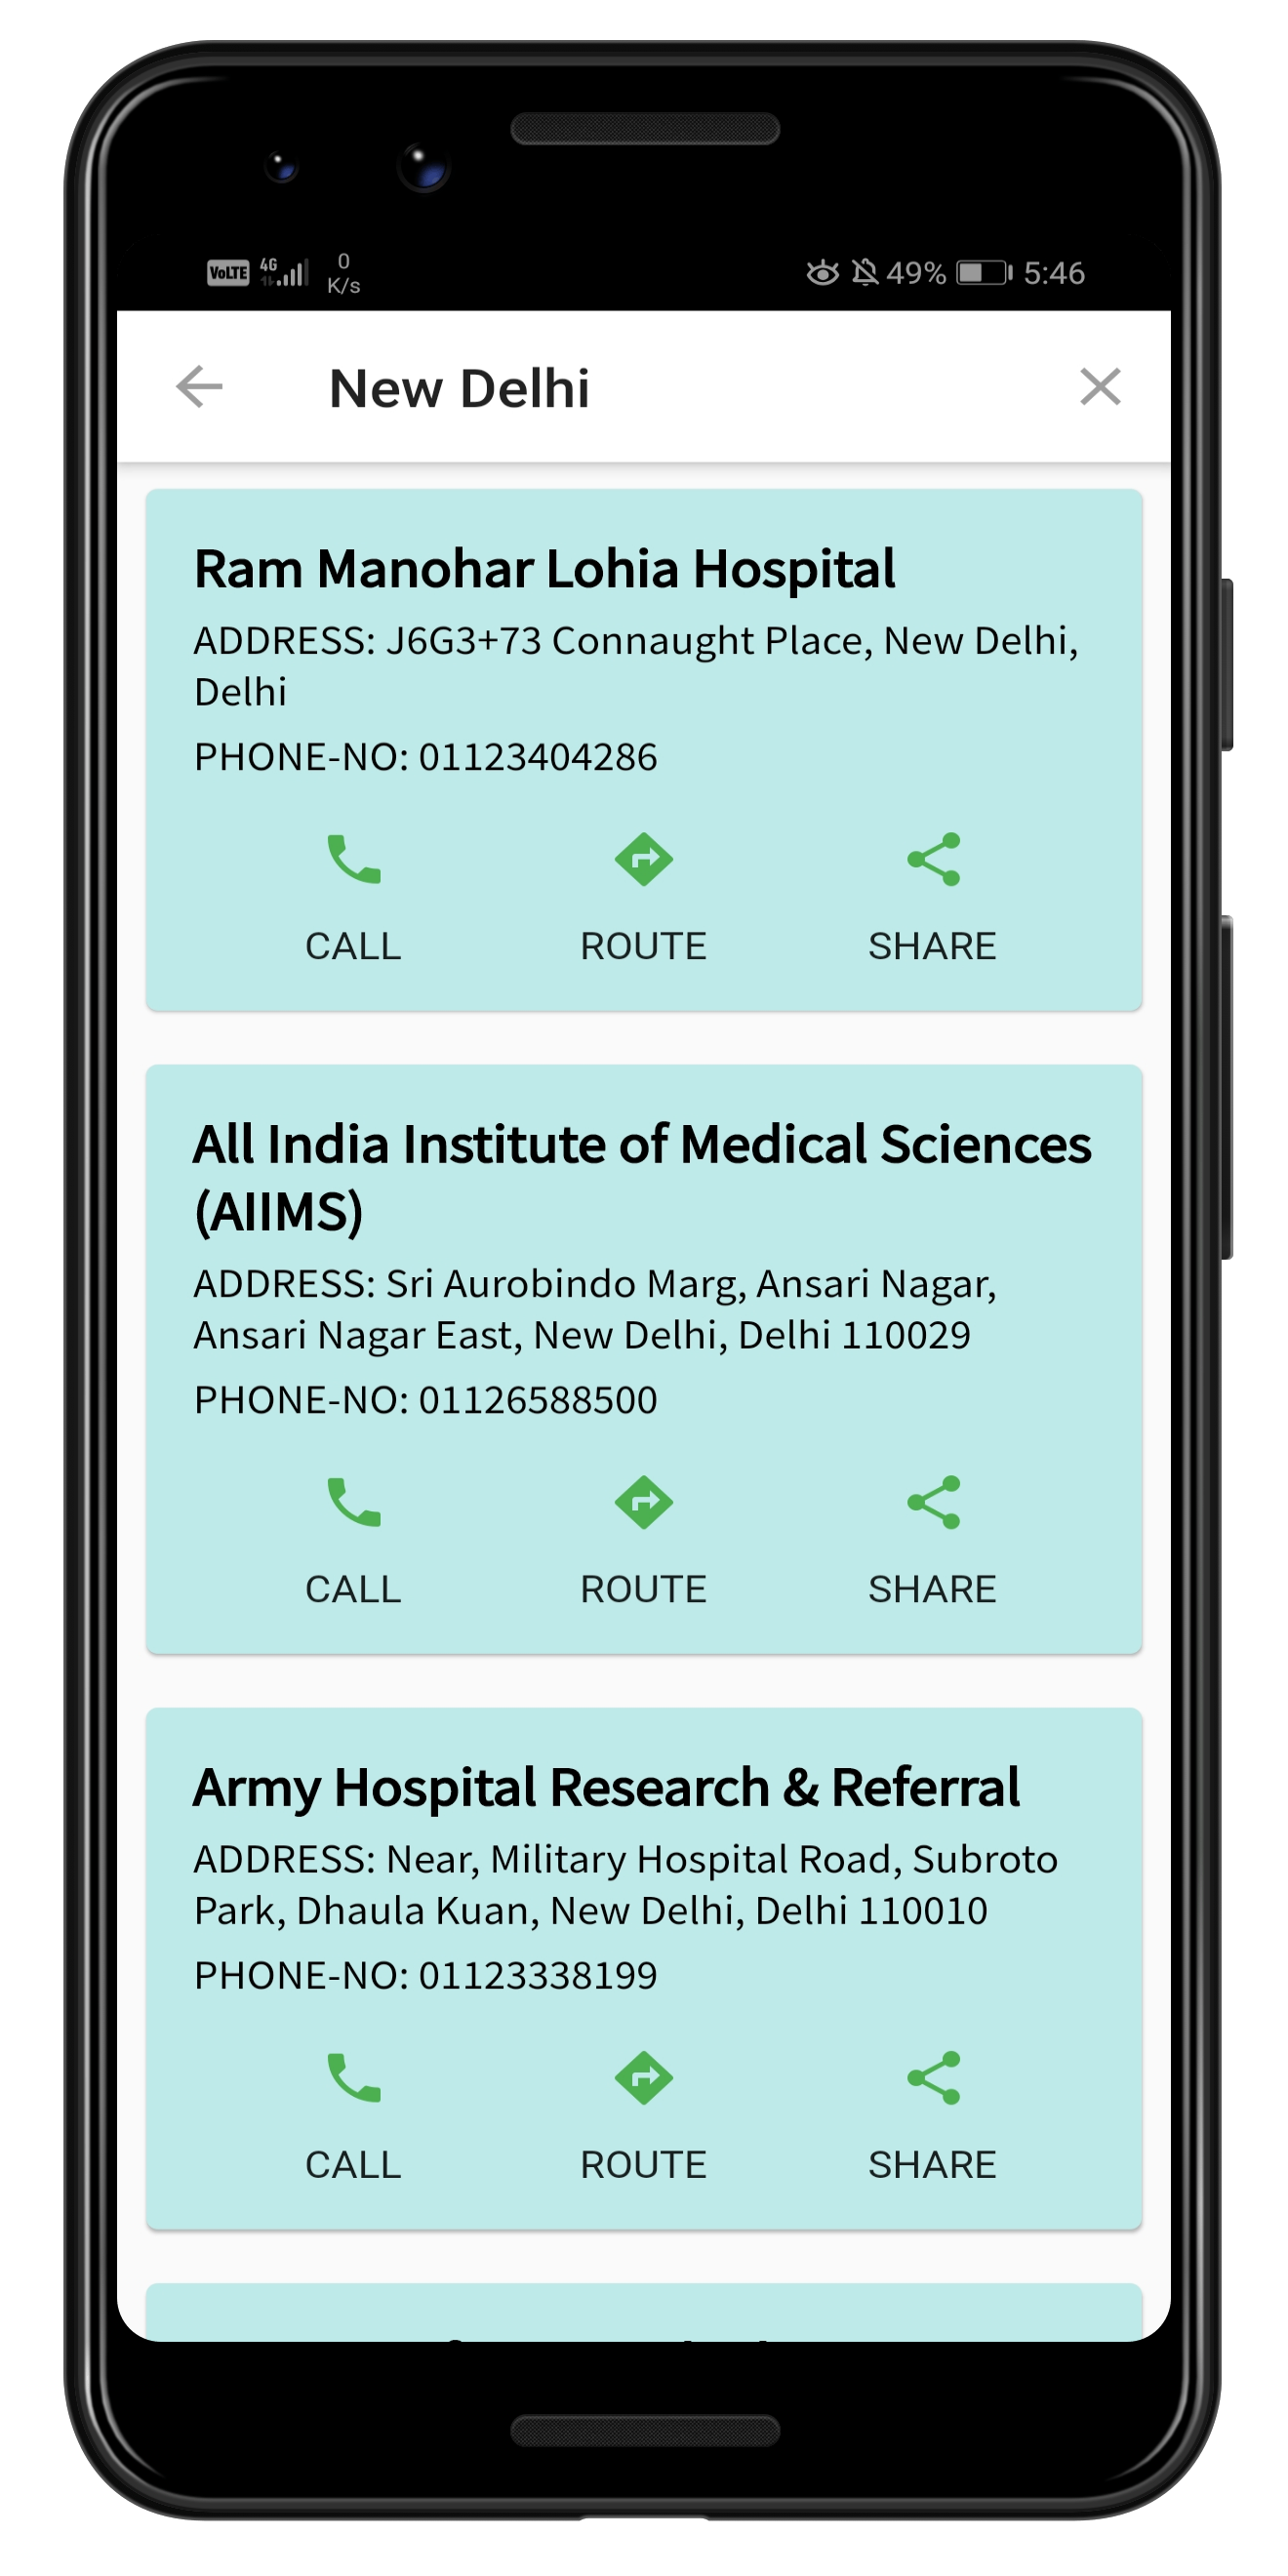 VoLTE 4G 0 K/s 49% 5:46
New Delhi
Ram Manohar Lohia Hospital
ADDRESS: J6G3+73 Connaught Place, New Delhi,
Delhi
PHONE-NO: 01123404286
CALL ROUTE SHARE
All India Institute of Medical Sciences
(AIIMS)
ADDRESS: Sri Aurobindo Marg, Ansari Nagar,
Ansari Nagar East, New Delhi, Delhi 110029
PHONE-NO: 01126588500
CALL ROUTE SHARE
Army Hospital Research & Referral
ADDRESS: Near, Military Hospital Road, Subroto
Park, Dhaula Kuan, New Delhi, Delhi 110010
PHONE-NO: 01123338199
CALL ROUTE SHARE